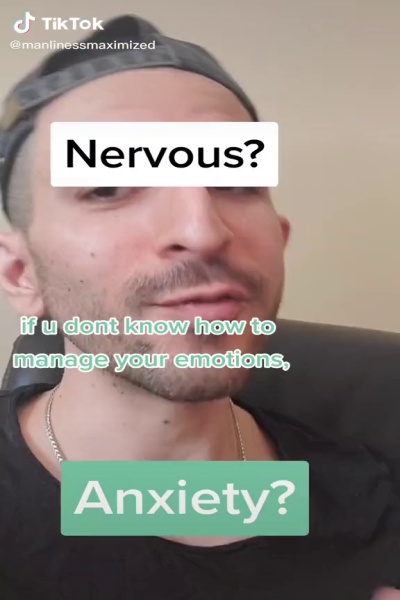 TikTok
@manlinessmaximized
Nervous?
if u dont know how to
manage your emotions,
Anxiety?